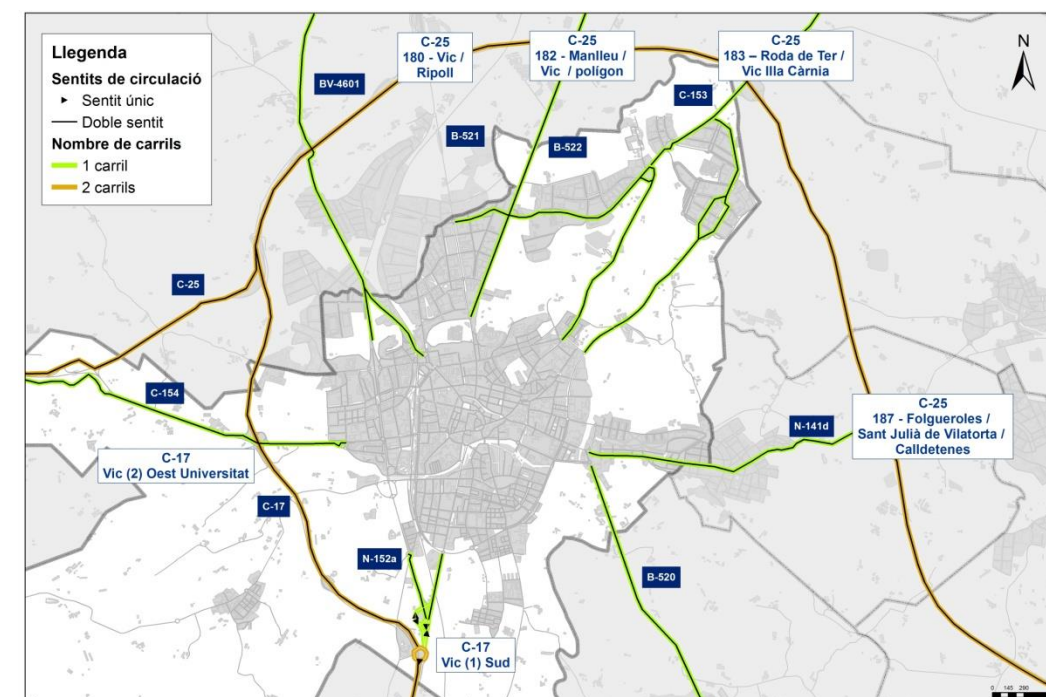 Llegenda
Sentits de circulació
Sentit únic
Doble sentit
Nombre de carrils
1 carril
2 carrils
C-25
180 - Vic /
Ripoll
C-25
182 - Manlleu /
Vic / polígon
C-25
183 – Roda de Ter /
Vic Illa Càrnia
N
BV-4601
C-153
B-521
B-522
C-25
C-154
C-17
Vic (2) Oest Universitat
C-17
N-141d
C-25
187 - Folgueroles /
Sant Julià de Vilatorta /
Calldetenes
N-152a
B-520
C-17
Vic (1) Sud